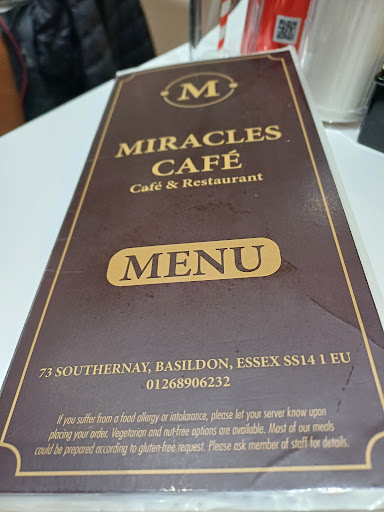 M
MIRACLES
CAFÉ
Café & Restaurant
MENU
73 SOUTHERNAY, BASILDON, ESSEX SS14 1 EU
01268906232
If you suffer from a food allergy or intalarance, please let your server know upon
placing your order. Vegetarian and nut-free options are available. Most of our meals
could be prepared according to gluten-free request. Please ask member of staff for details.